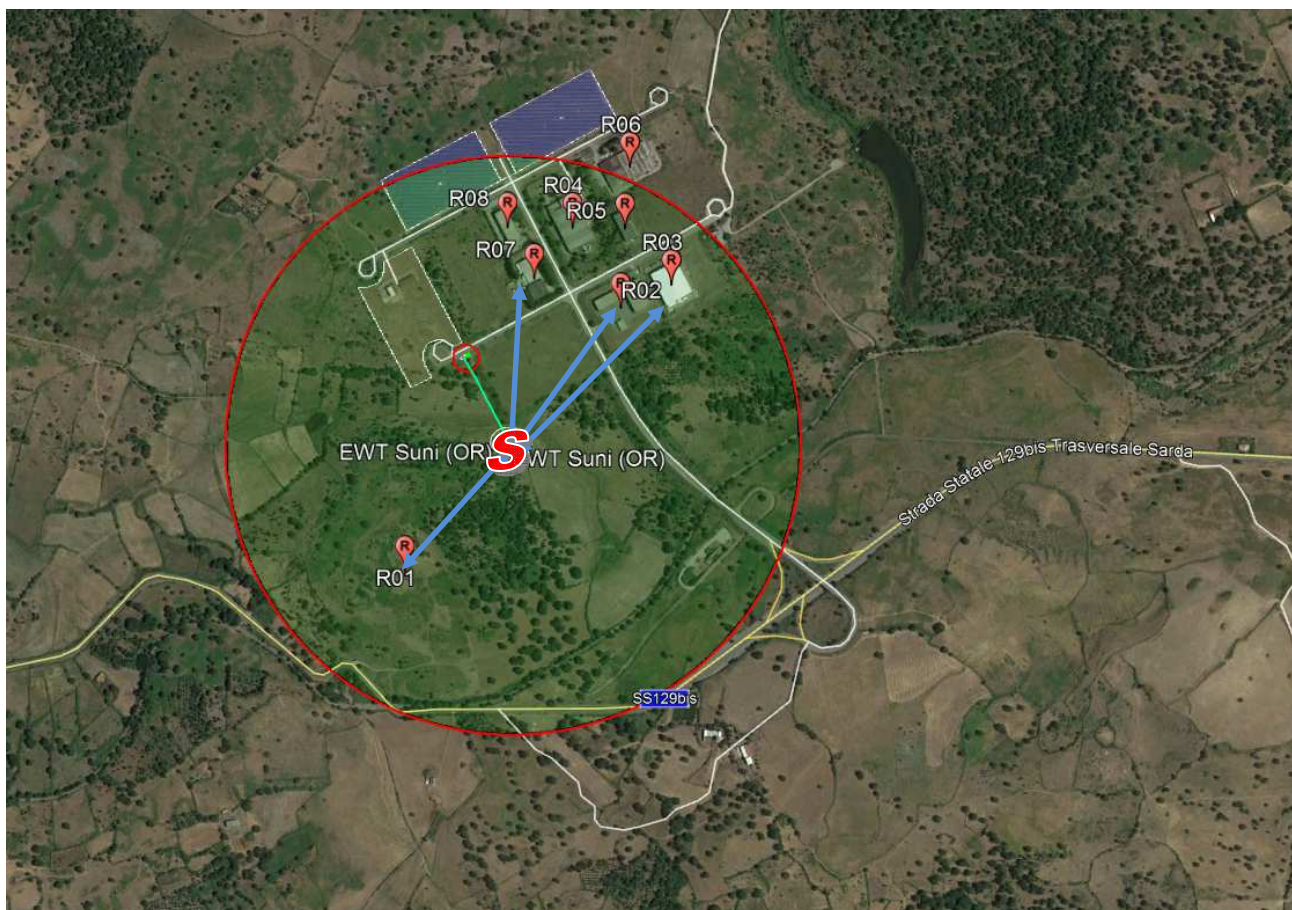 R06
R04
R08
R05
R07
R03
R02
EWT Suni (OR)
S
EWT Suni (OR)
Strada Statale 129bis Trasversale Sarda
R01
SS129bis